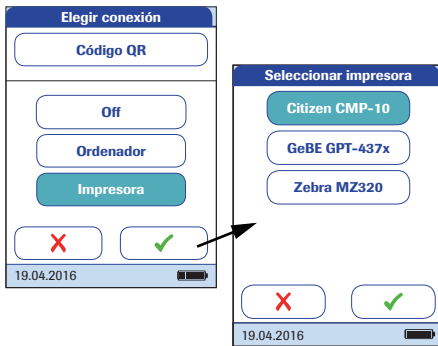 Elegir conexión
Código QR
Off
Ordenador
Impresora
19.04.2016
Seleccionar impresora
Citizen CMP-10
GeBE GPT-437x
Zebra MZ320
19.04.2016